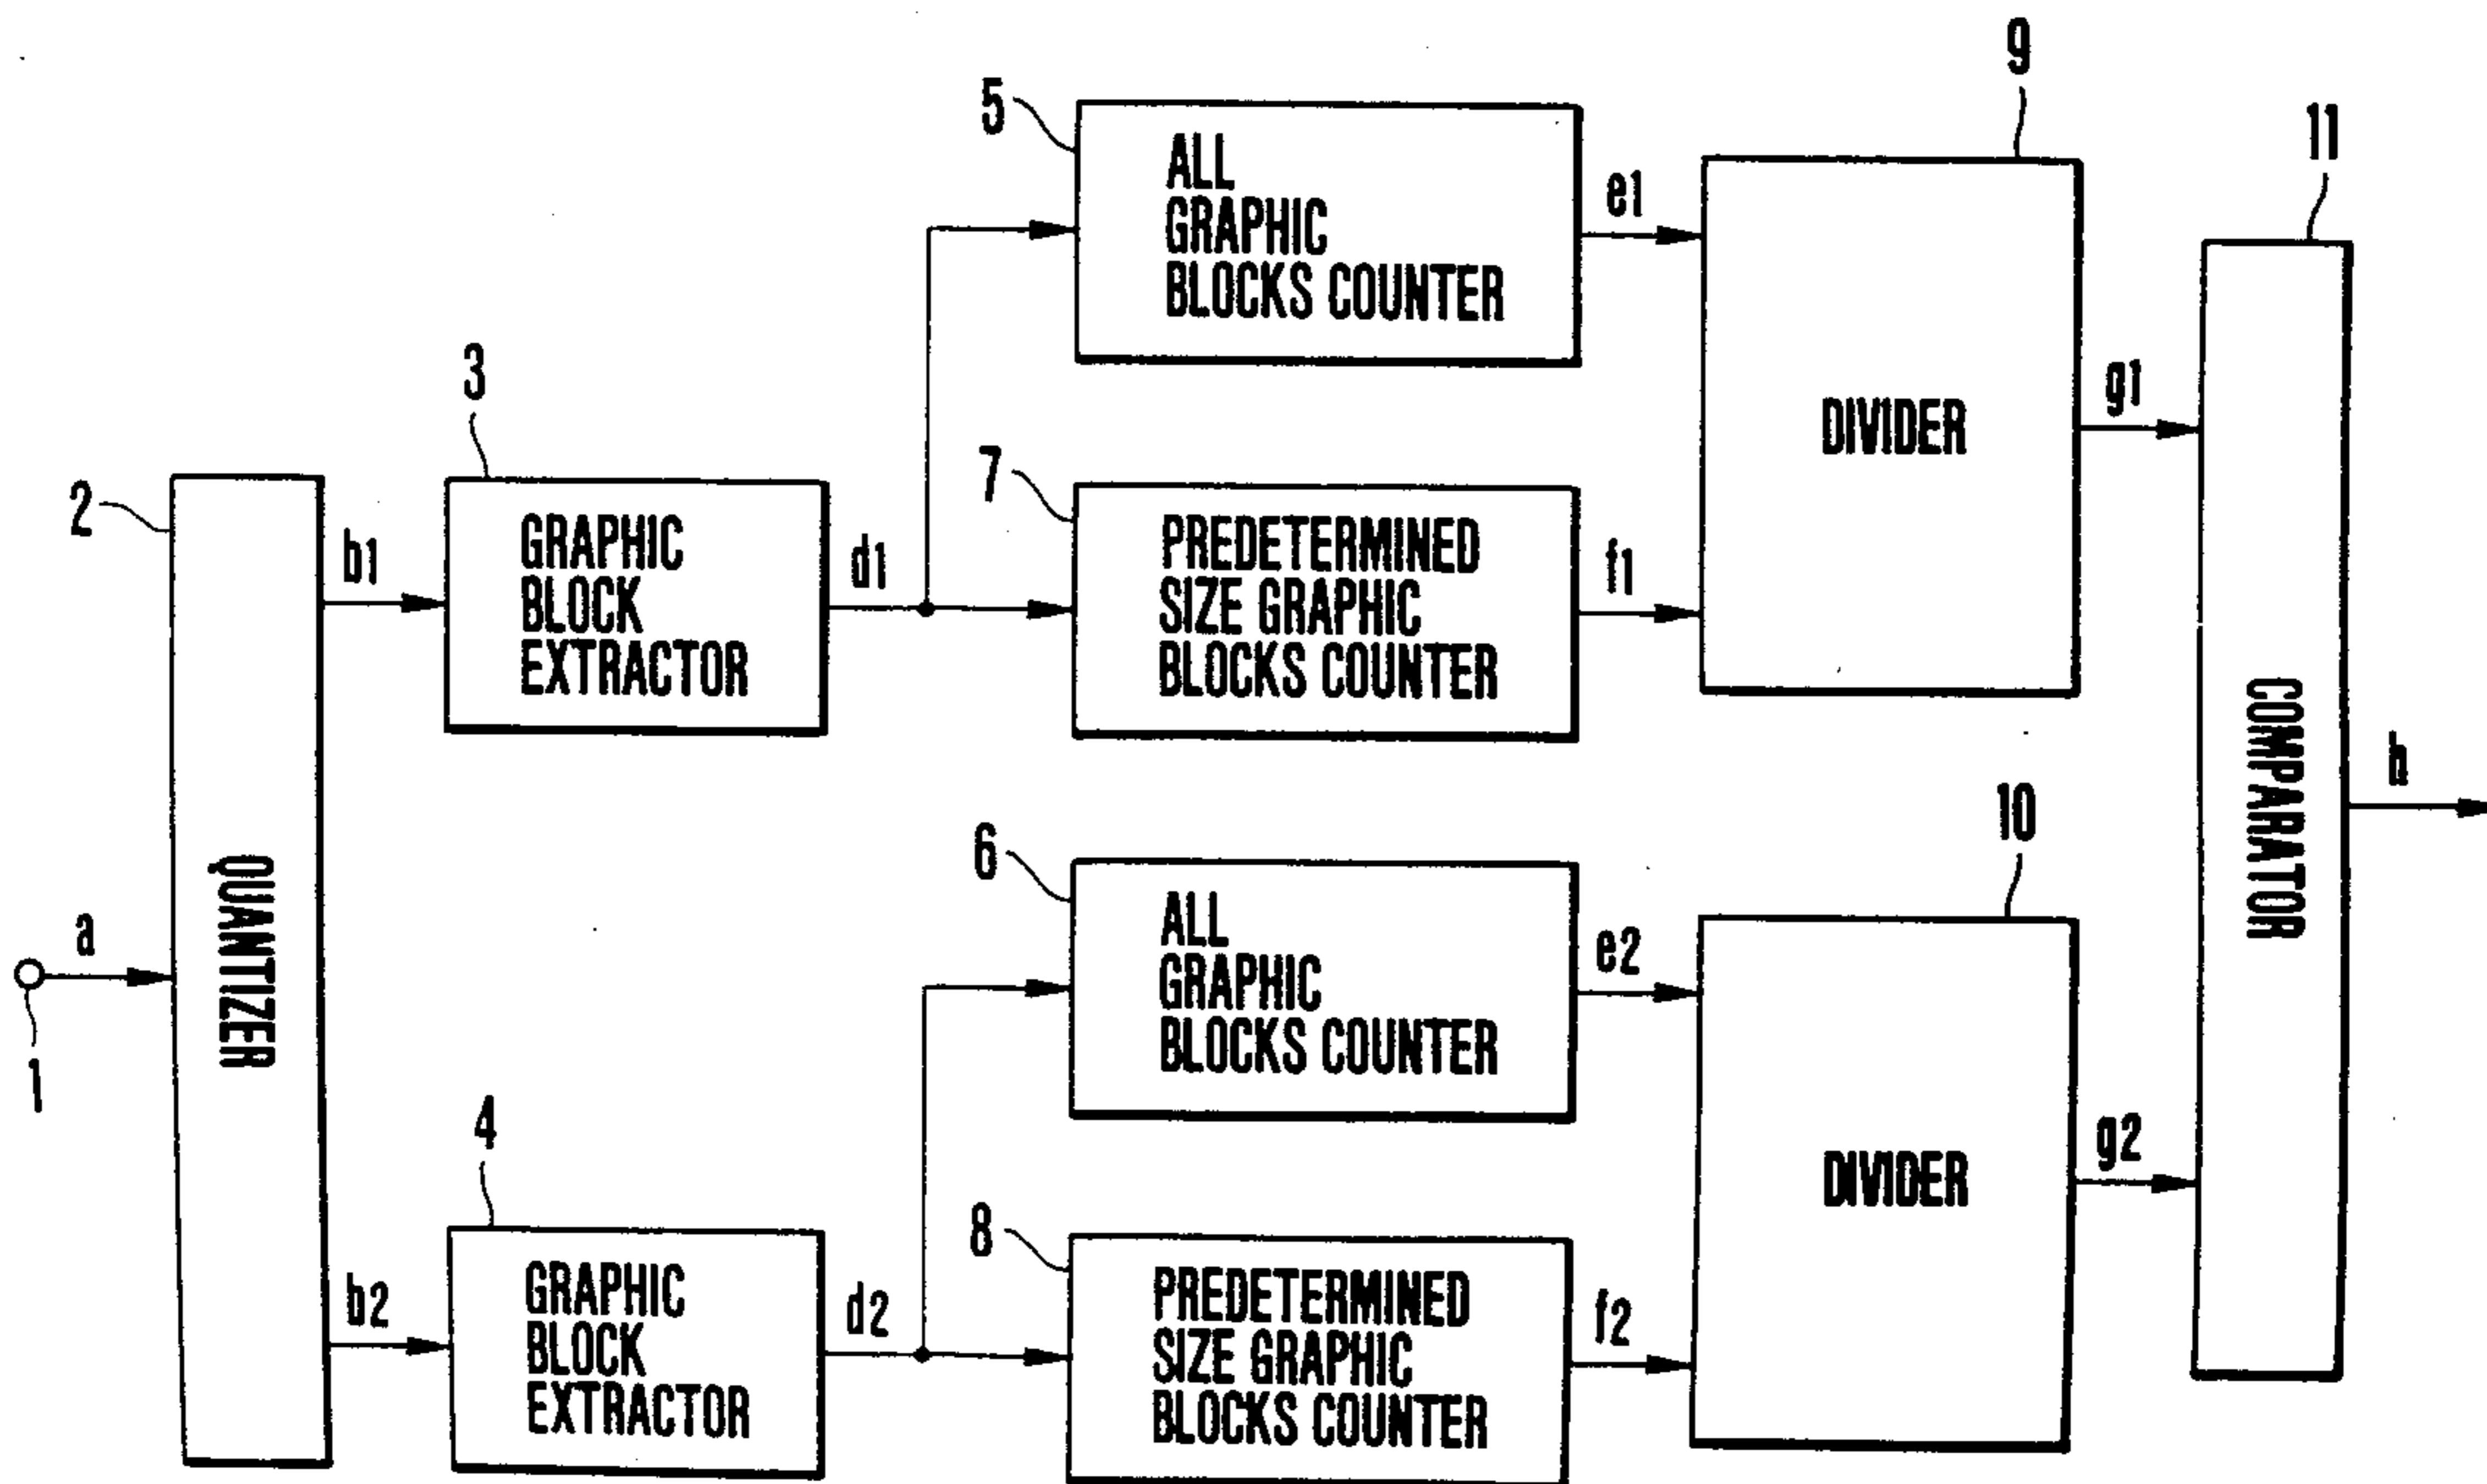 9
5
11
ALL
GRAPHIC
BLOCKS COUNTER
e1
3
g1
DIVIDER
7
2
PREDETERMINED
SIZE GRAPHIC
BLOCKS COUNTER
GRAPHIC
BLOCK
EXTRACTOR
b1
d1
f1
COMPARATOR
h
10
6
QUANTIZER
ALL
GRAPHIC
BLOCKS COUNTER
a
e2
1
4
g2
DIVIDER
8
GRAPHIC
BLOCK
EXTRACTOR
b2
d2
PREDETERMINED
SIZE GRAPHIC
BLOCKS COUNTER
f2